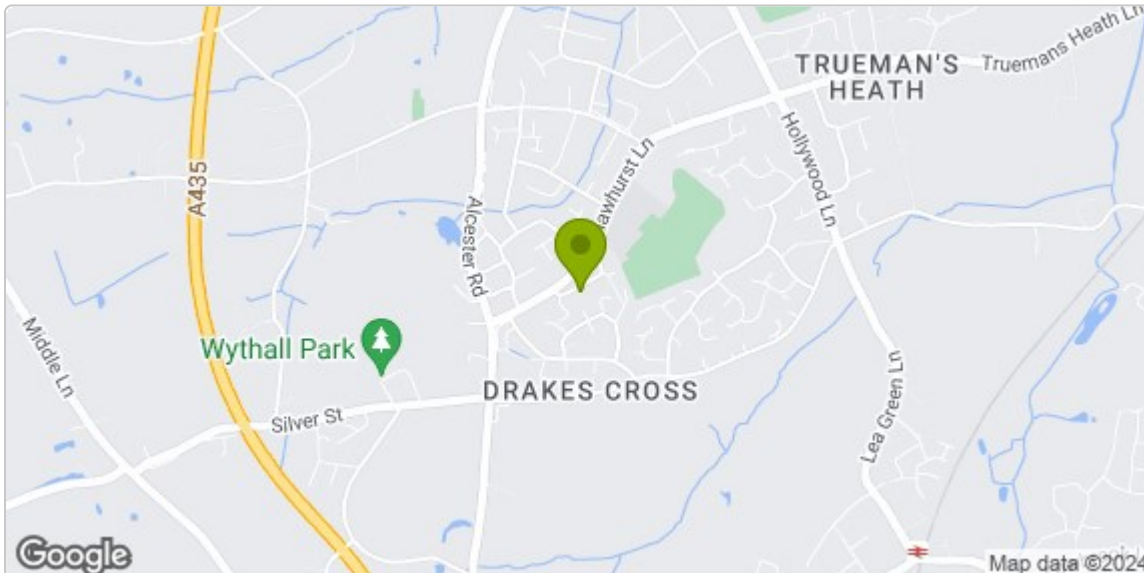 TRUEMAN'S
HEATH
Truemans Heath Ln
Hollywood Ln
A435
Alcester Rd
Wythall Park
DRAKES CROSS
Middle Ln
Silver St
Lea Green Ln
Google
Map data ©2024